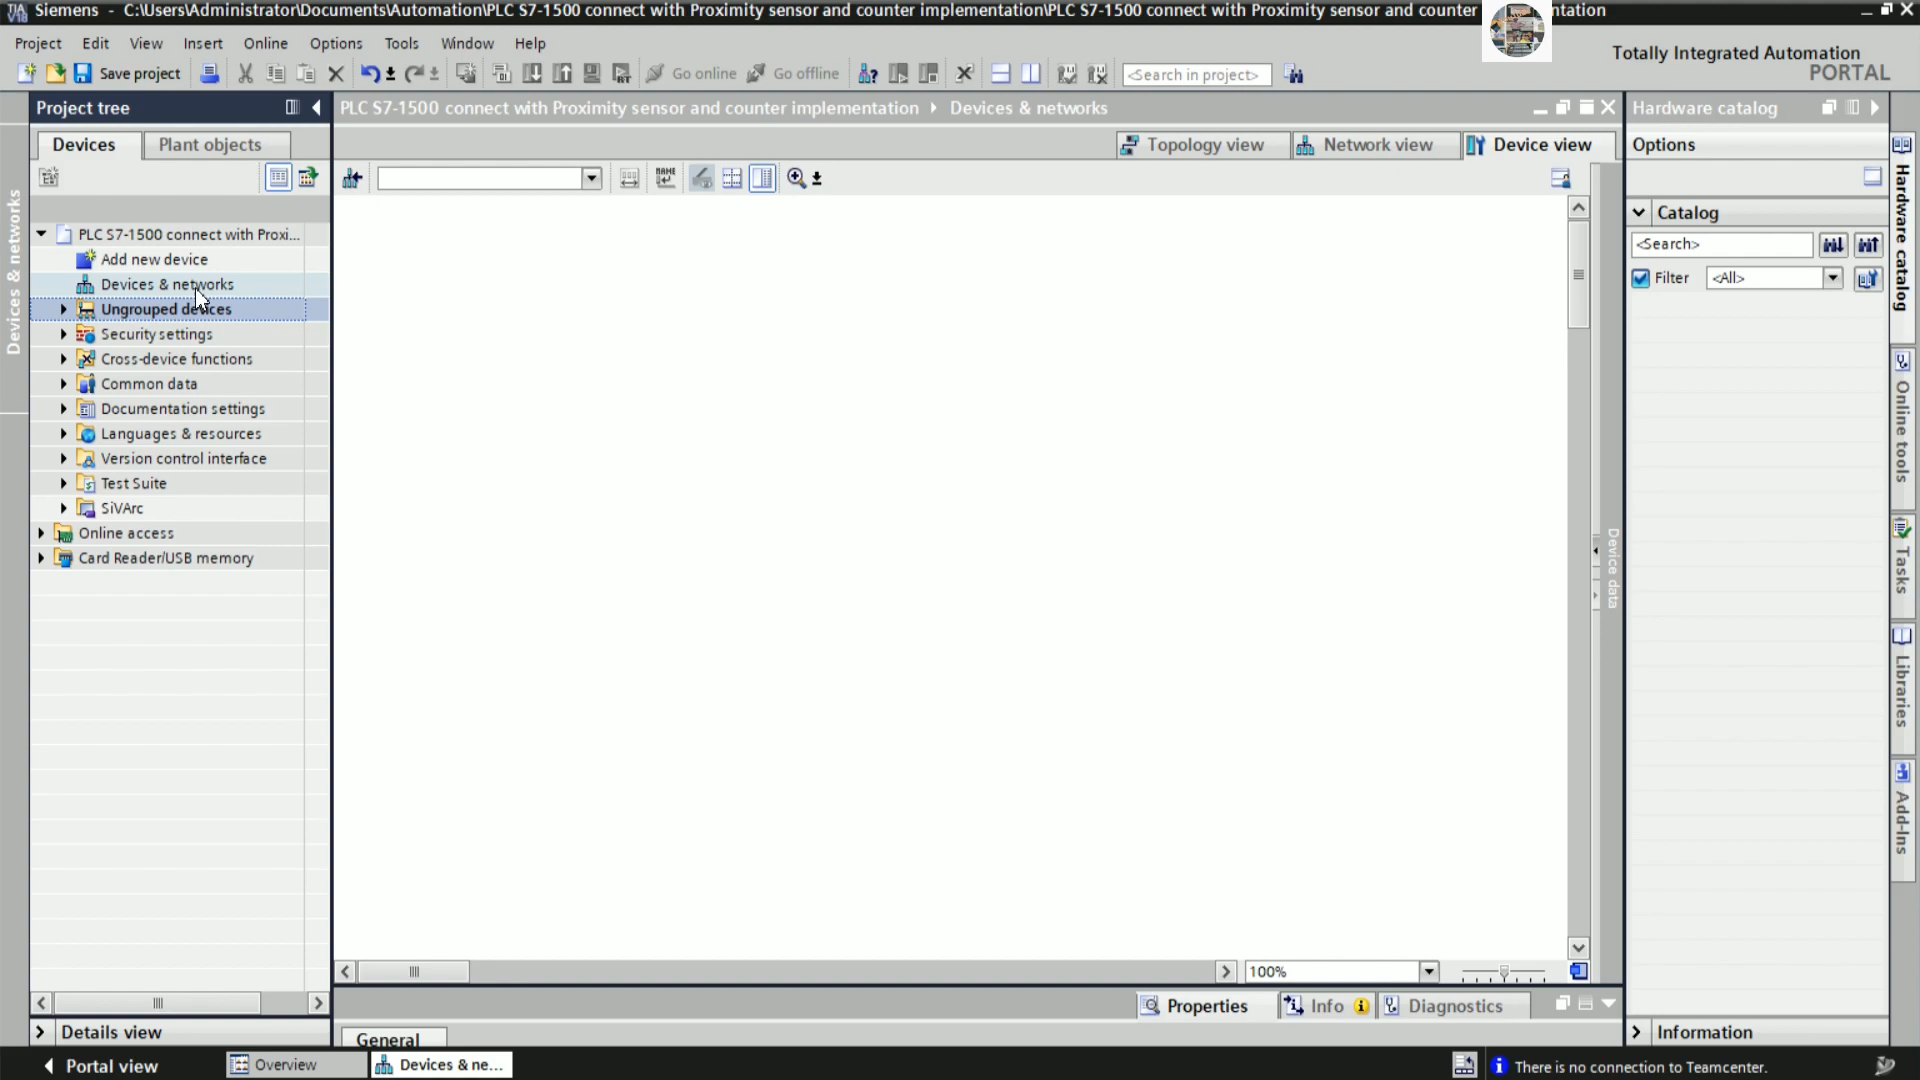 Siemens - C:\Users\Administrator\Documents\Automation\PLC S7-1500 connect with Proximity sensor and counter implementation\PLC S7-1500 connect with Proximity sensor and counter ntation
Project Edit View Insert Online Options Tools Window Help
Totally Integrated Automation
PORTAL
Save project
Go online
Go offline
<Search in project>
Project tree
PLC S7-1500 connect with Proximity sensor and counter implementation
Devices & networks
Hardware catalog
Devices
Plant objects
Topology view
Network view
Device view
Options
Catalog
<Search>
Filter
<All>
PLC S7-1500 connect with Proxi...
Add new device
Devices & networks
Ungrouped devices
Security settings
Cross-device functions
Common data
Documentation settings
Languages & resources
Version control interface
Test Suite
SiVArc
Online access
Card Reader/USB memory
Devices & networks
Device data
Hardware catalog
Online tools
Tasks
Libraries
Add-Ins
100%
Properties
Info
Diagnostics
General
Details view
Information
Portal view
Overview
Devices & ne...
There is no connection to Teamcenter.